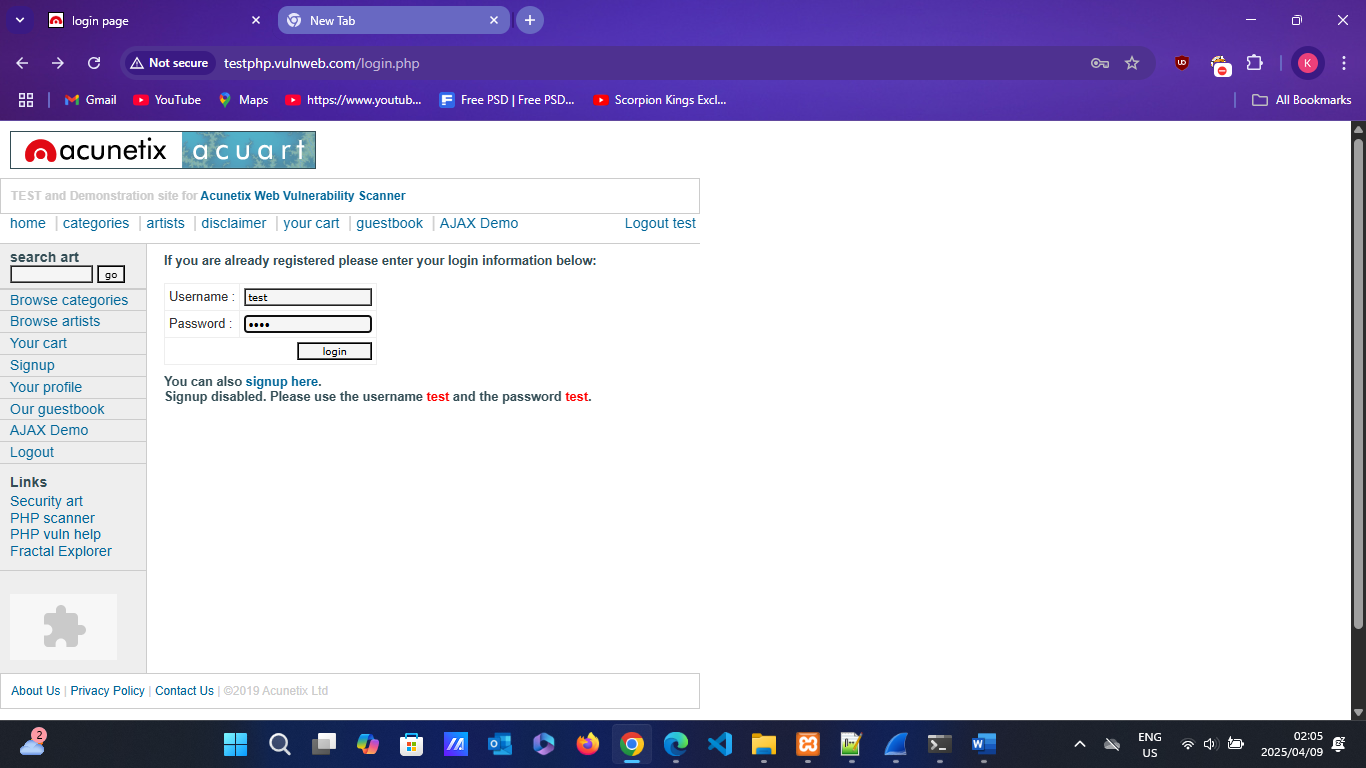 login page
New Tab
Not secure
testphp.vulnweb.com/login.php
K
Gmail
YouTube
Maps
https://www.youtub...
Free PSD | Free PSD...
Scorpion Kings Excl...
All Bookmarks
acunetix acuart
TEST and Demonstration site for Acunetix Web Vulnerability Scanner
home | categories | artists | disclaimer | your cart | guestbook | AJAX Demo
Logout test
search art
go
Browse categories
Browse artists
Your cart
Signup
Your profile
Our guestbook
AJAX Demo
Logout
Links
Security art
PHP scanner
PHP vuln help
Fractal Explorer
If you are already registered please enter your login information below:
Username : test
Password : ••••
login
You can also signup here.
Signup disabled. Please use the username test and the password test.
About Us | Privacy Policy | Contact Us | ©2019 Acunetix Ltd
2
ENG
US
02:05
2025/04/09